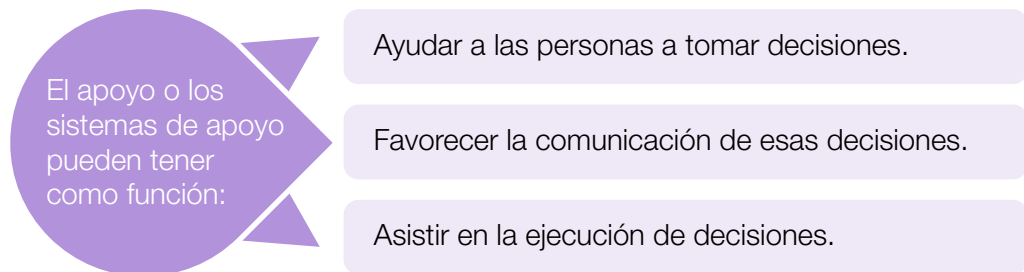 El apoyo o los
sistemas de apoyo
pueden tener
como función:
Ayudar a las personas a tomar decisiones.
Favorecer la comunicación de esas decisiones.
Asistir en la ejecución de decisiones.